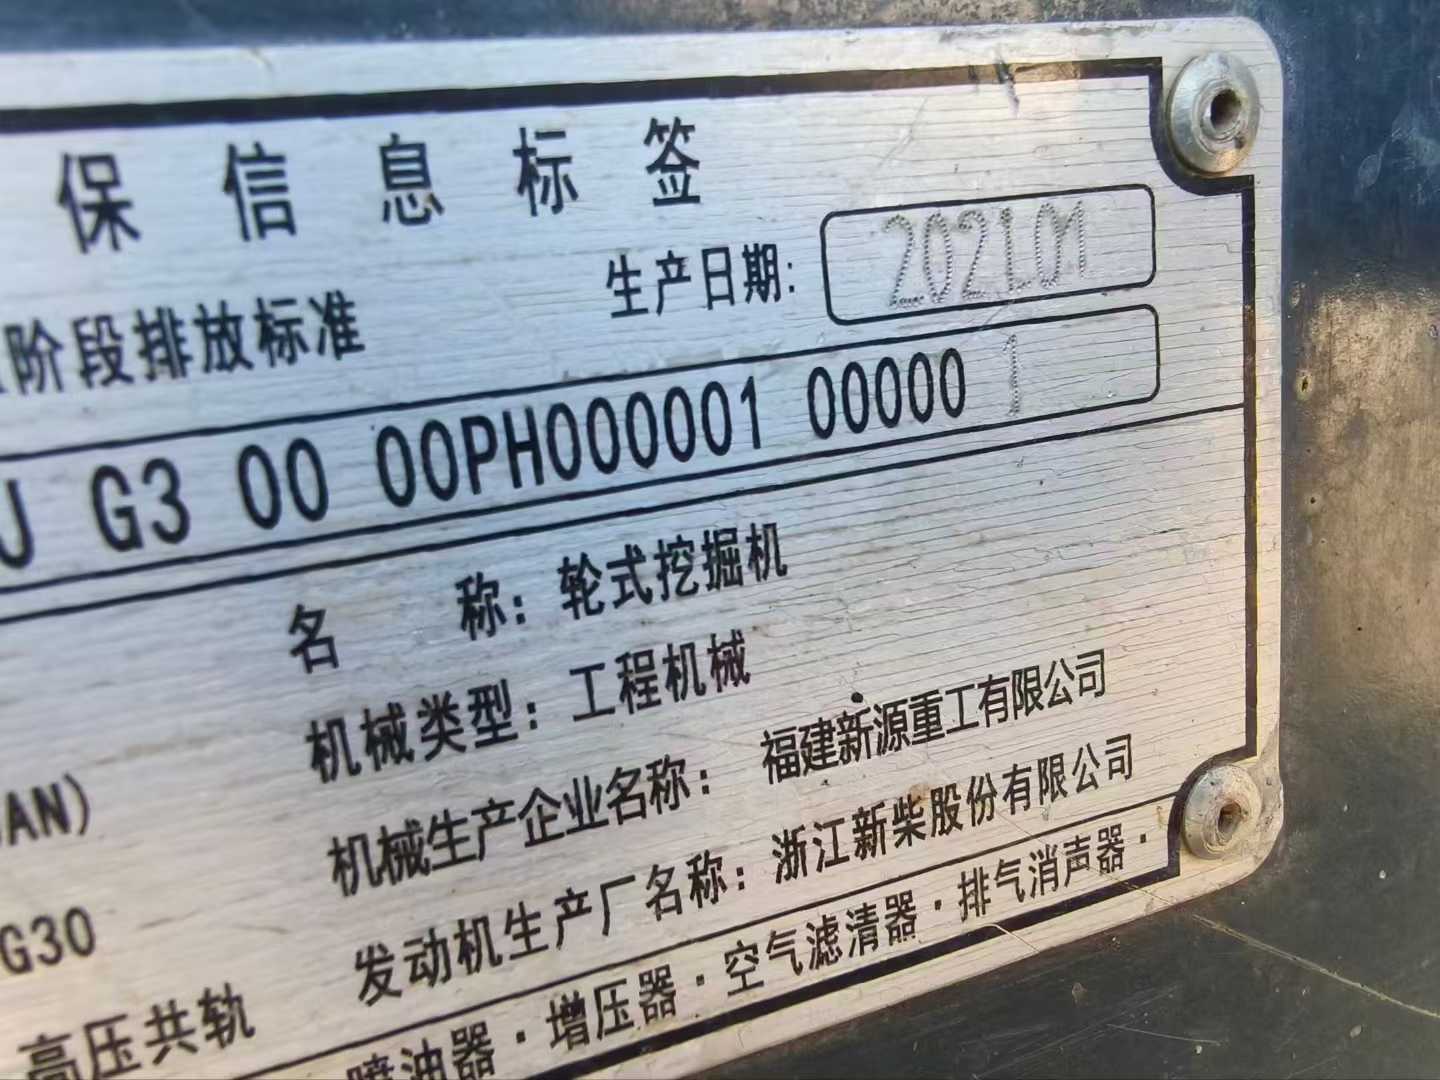 保信息标签
生产日期: 2021.01
阶段排放标准
J G3 00 00PH000001 00000 1
名 称: 轮式挖掘机
机械类型: 工程机械
AN) 机械生产企业名称: 福建新源重工有限公司
G30 发动机生产厂名称: 浙江新柴股份有限公司
高压共轨 喷油器·增压器·空气滤清器·排气消声器·